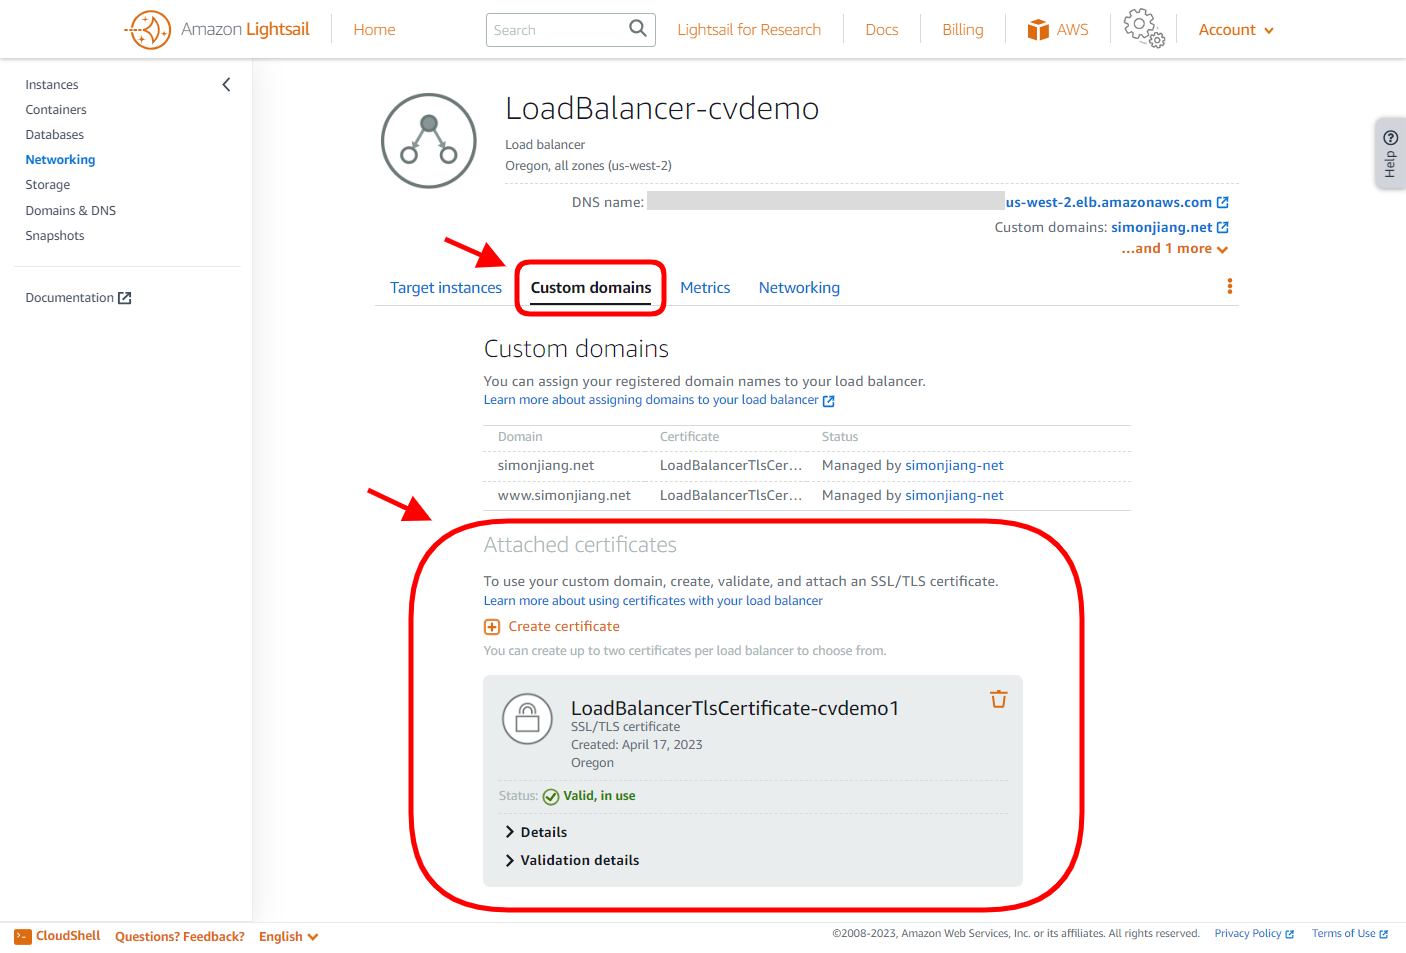 Amazon Lightsail
Home
Search
Lightsail for Research
Docs
Billing
AWS
Account
Instances
Containers
Databases
Networking
Storage
Domains & DNS
Snapshots
Documentation
LoadBalancer-cvdemo
Load balancer
Oregon, all zones (us-west-2)
DNS name: us-west-2.elb.amazonaws.com
Custom domains: simonjiang.net
...and 1 more
Help
Target instances
Custom domains
Metrics
Networking
Custom domains
You can assign your registered domain names to your load balancer.
Learn more about assigning domains to your load balancer
Domain Certificate Status
simonjiang.net LoadBalancerTlsCer... Managed by simonjiang-net
www.simonjiang.net LoadBalancerTlsCer... Managed by simonjiang-net
Attached certificates
To use your custom domain, create, validate, and attach an SSL/TLS certificate.
Learn more about using certificates with your load balancer
Create certificate
You can create up to two certificates per load balancer to choose from.
LoadBalancerTlsCertificate-cvdemo1
SSL/TLS certificate
Created: April 17, 2023
Oregon
Status: Valid, in use
Details
Validation details
CloudShell
Questions? Feedback?
English
©2008-2023, Amazon Web Services, Inc. or its affiliates. All rights reserved.
Privacy Policy
Terms of Use